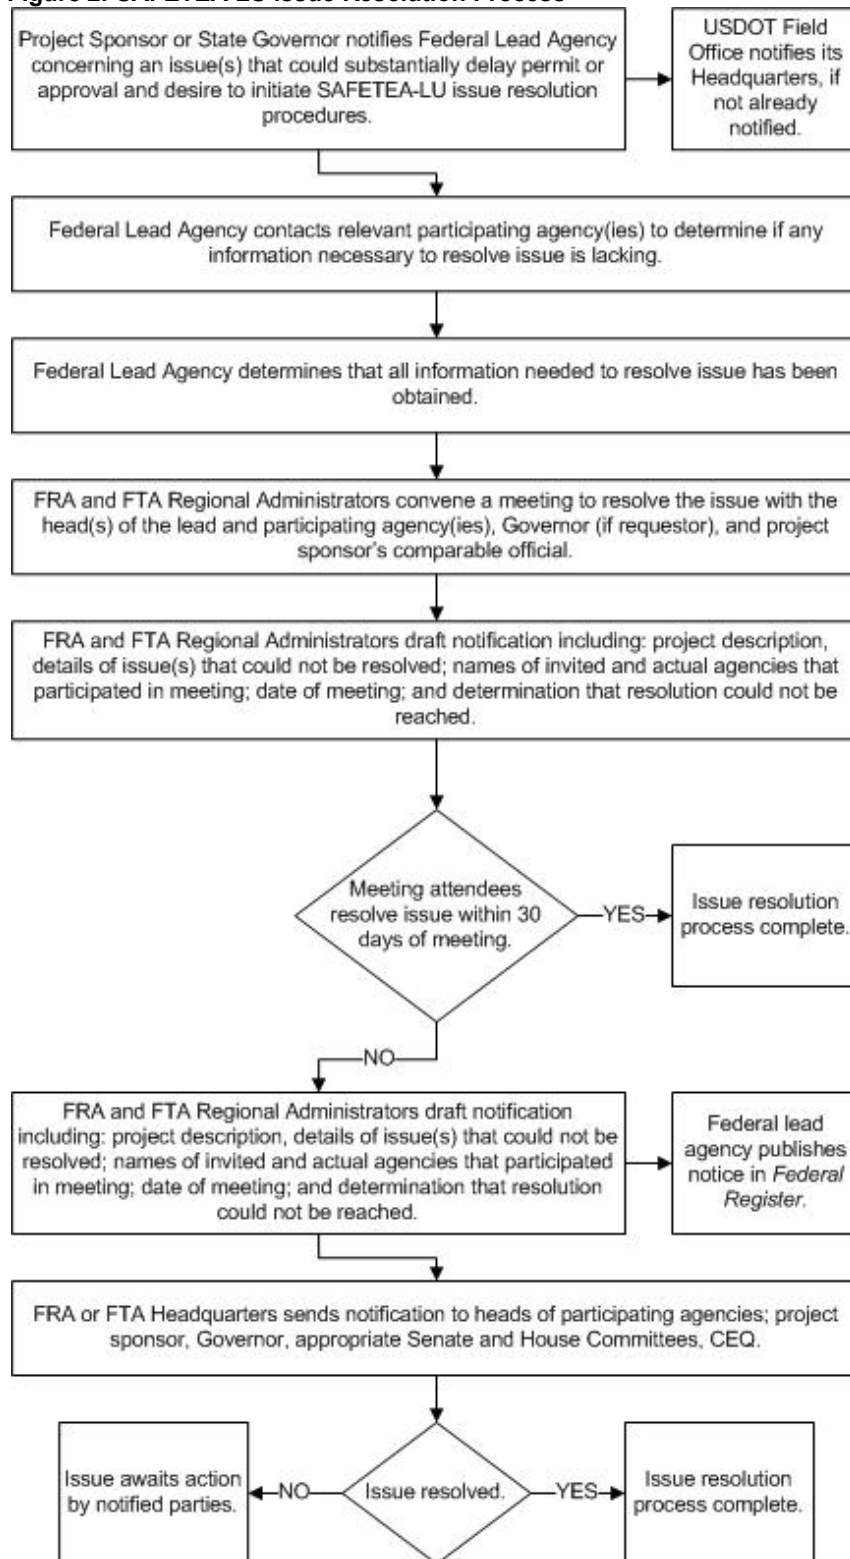 Figure 2. SAFETEA-LU Issue Resolution Process
Project Sponsor or State Governor notifies Federal Lead Agency
concerning an issue(s) that could substantially delay permit or
approval and desire to initiate SAFETEA-LU issue resolution
procedures.
USDOT Field
Office notifies its
Headquarters, if
not already
notified.
Federal Lead Agency contacts relevant participating agency(ies) to determine if any
information necessary to resolve issue is lacking.
Federal Lead Agency determines that all information needed to resolve issue has been
obtained.
FRA and FTA Regional Administrators convene a meeting to resolve the issue with the
head(s) of the lead and participating agency(ies), Governor (if requestor), and project
sponsor's comparable official.
FRA and FTA Regional Administrators draft notification including: project description,
details of issue(s) that could not be resolved; names of invited and actual agencies that
participated in meeting; date of meeting; and determination that resolution could not be
reached.
Meeting attendees
resolve issue within 30
days of meeting.
YES
Issue resolution
process complete.
NO
FRA and FTA Regional Administrators draft notification
including: project description, details of issue(s) that could not be
resolved; names of invited and actual agencies that participated
in meeting; date of meeting; and determination that resolution
could not be reached.
Federal lead
agency publishes
notice in Federal
Register.
FRA or FTA Headquarters sends notification to heads of participating agencies; project
sponsor, Governor, appropriate Senate and House Committees, CEQ.
Issue awaits action
by notified parties.
NO
Issue resolved.
YES
Issue resolution
process complete.